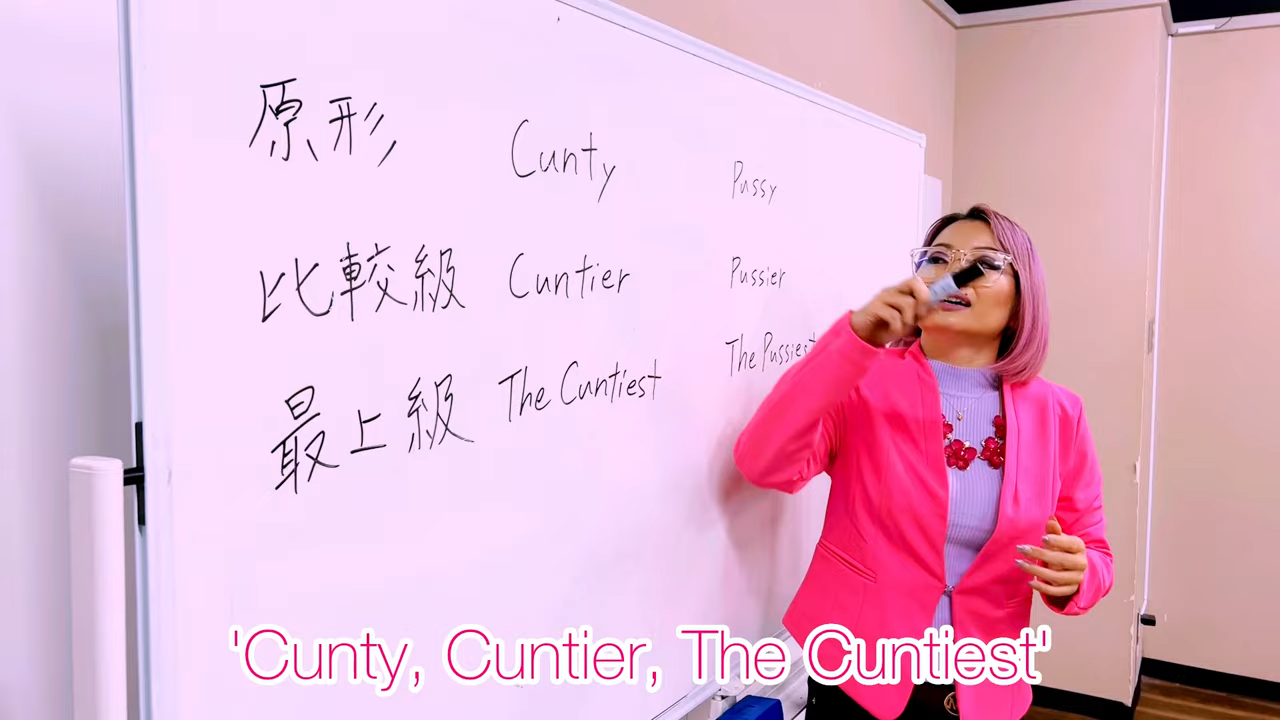 原形 Cunty Pussy
比較級 Cuntier Pussier
最上級 The Cuntiest The Pussiest
'Cunty, Cuntier, The Cuntiest'